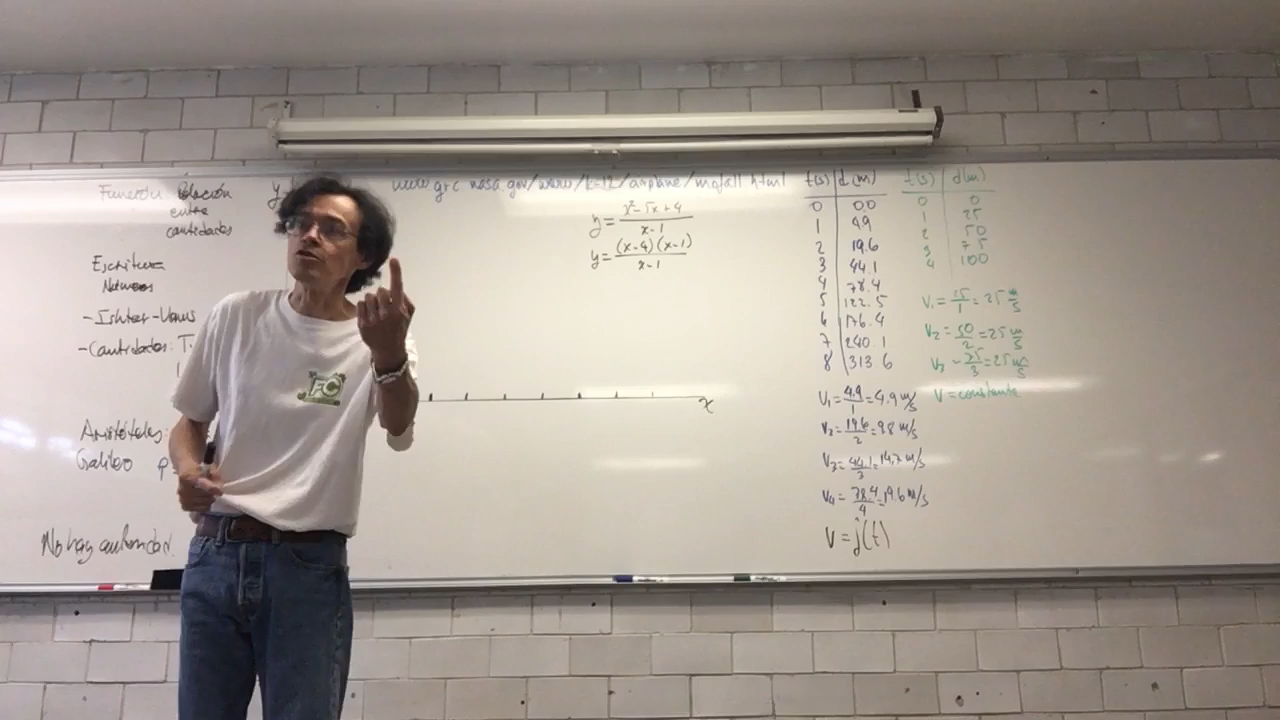 Función Relación
entre
cantidades
Escritura
Números
- Ishtar-Venus
- Cantidades: T.
Aristóteles:
Galileo
No hay autoridad
y
www.grc.nasa.gov/www/k-12/airplane/mofall.html
y = x²-5x+4 / x-1
y = (x-4)(x-1) / x-1
x
FC
t(s) d(m)
0 0.0
1 4.9
2 19.6
3 44.1
4 78.4
5 122.5
6 176.4
7 240.1
8 313.6
V₁ = 4.9/1 = 4.9 m/s
V₂ = 19.6/2 = 9.8 m/s
V₃ = 44.1/3 = 14.7 m/s
V₄ = 78.4/4 = 19.6 m/s
V = f(t)
t(s) d(m)
0 0
1 25
2 50
3 75
4 100
V₁ = 25/1 = 25 m/s
V₂ = 50/2 = 25 m/s
V₃ = 75/3 = 25 m/s
V = constante